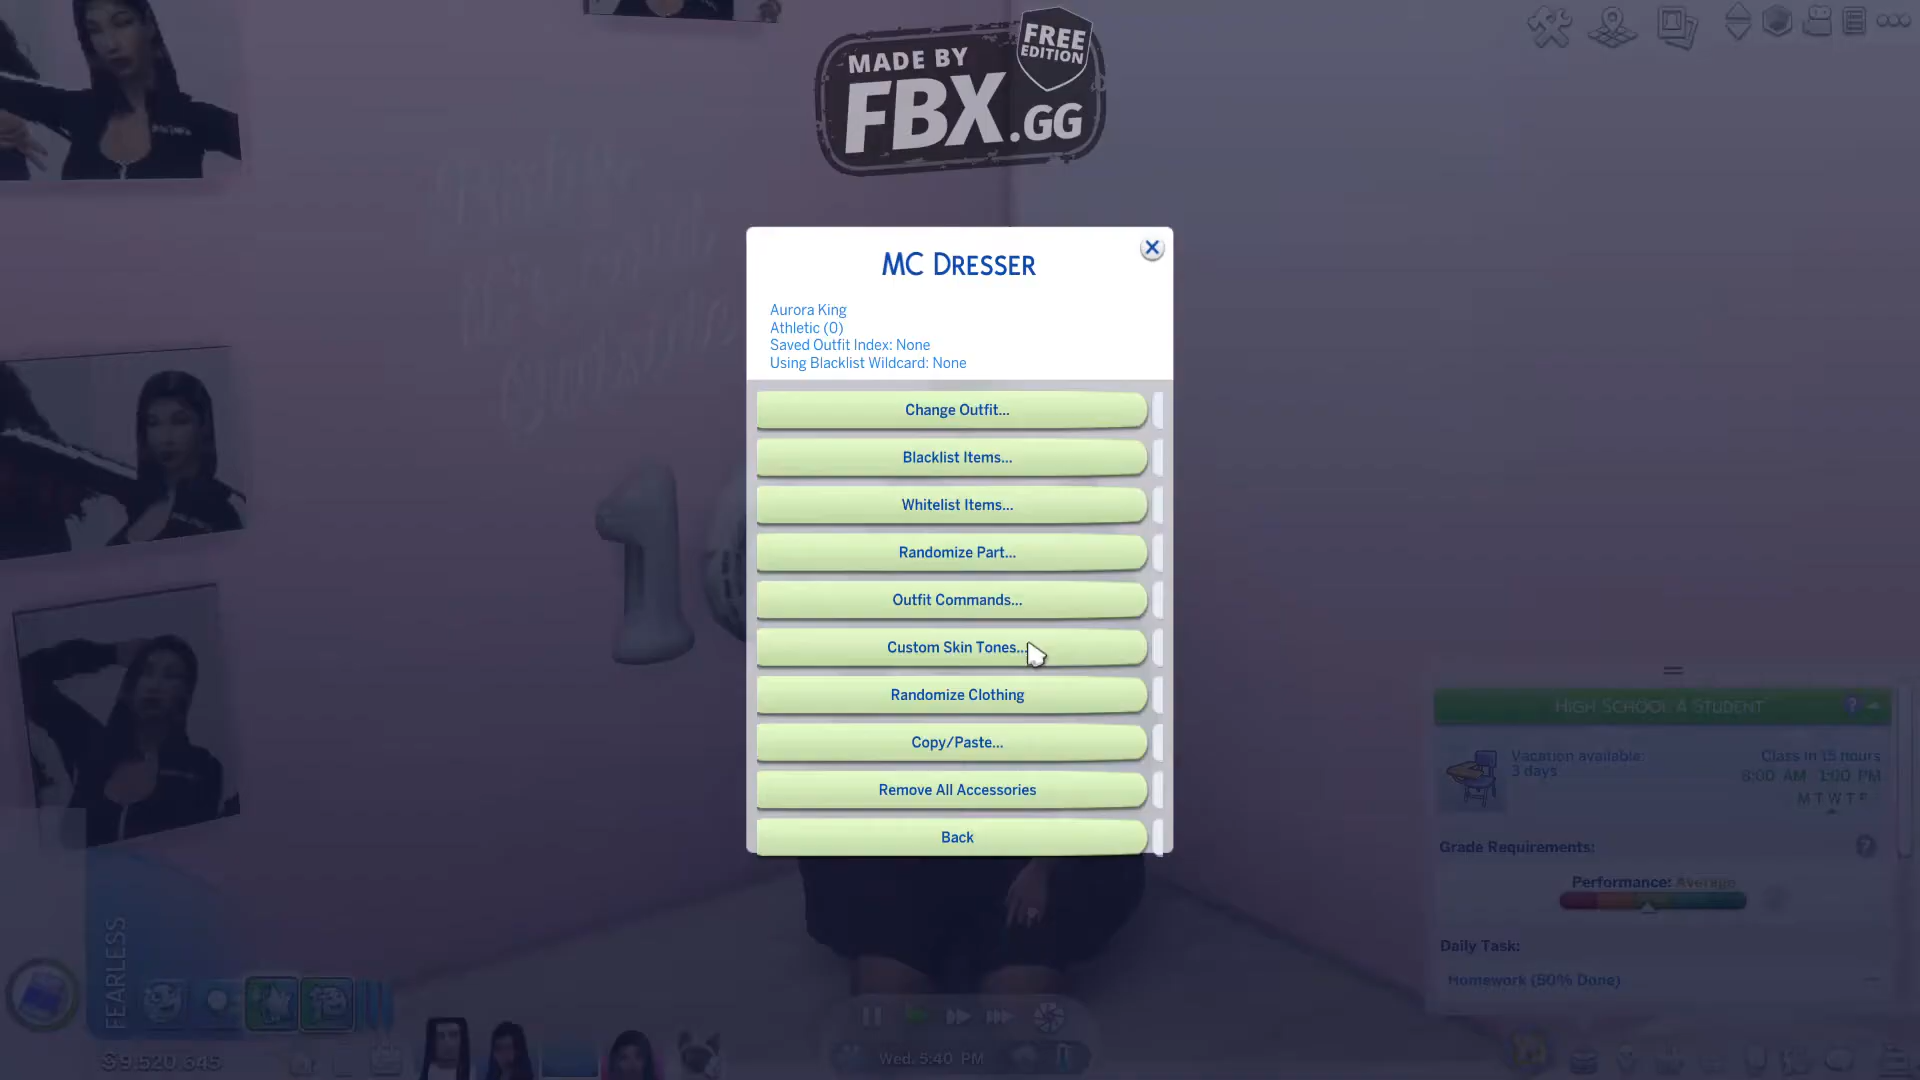 MADE BY
FREE
EDITION
FBX.GG
MC DRESSER
Aurora King
Athletic (0)
Saved Outfit Index: None
Using Blacklist Wildcard: None
Change Outfit...
Blacklist Items...
Whitelist Items...
Randomize Part...
Outfit Commands...
Custom Skin Tones...
Randomize Clothing
Copy/Paste...
Remove All Accessories
Back
HIGH SCHOOL A STUDENT
?
Vacation available:
3 days
Class in 15 hours
8:00 AM - 1:00 PM
M T W T F
Grade Requirements:
?
Performance: Average
Daily Task:
Homework (50% Done)
FEARLESS
§9,520,645
Wed. 5:40 PM